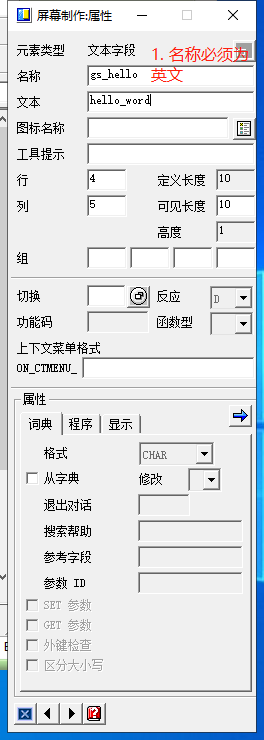 屏幕制作:属性
元素类型 文本字段
1. 名称必须为
英文
名称 gs_hello
文本 hello_word
图标名称
工具提示
行 4 定义长度 10
列 5 可见长度 10
高度 1
组
切换 反应 D
功能码 函数型
上下文菜单格式
ON_CTMENU_
属性
词典 程序 显示
格式 CHAR
从字典 修改
退出对话
搜索帮助
参考字段
参数 ID
SET 参数
GET 参数
外键检查
区分大小写